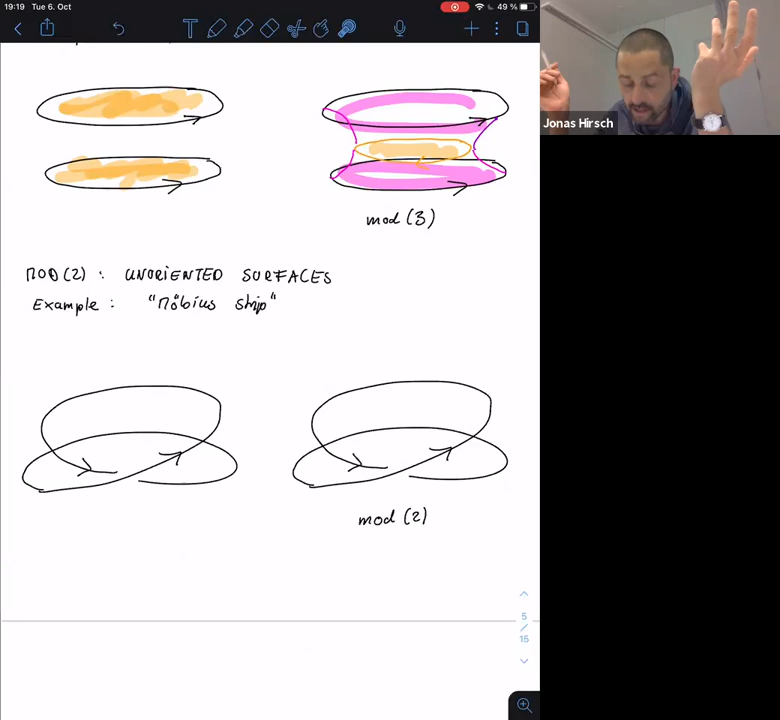 19:19 Tue 6. Oct
49 %
Jonas Hirsch
mod (3)
MOD(2) : UNORIENTED SURFACES
Example : "Möbius strip"
mod (2)
5
/
15